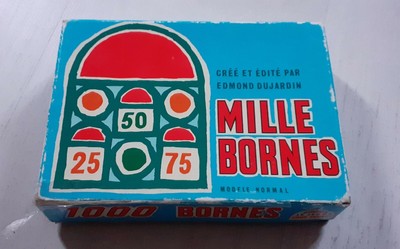 CRÉÉ ET ÉDITÉ PAR
EDMOND DUJARDIN
MILLE
BORNES
50
25 75
MODÈLE NORMAL
1000 BORNES